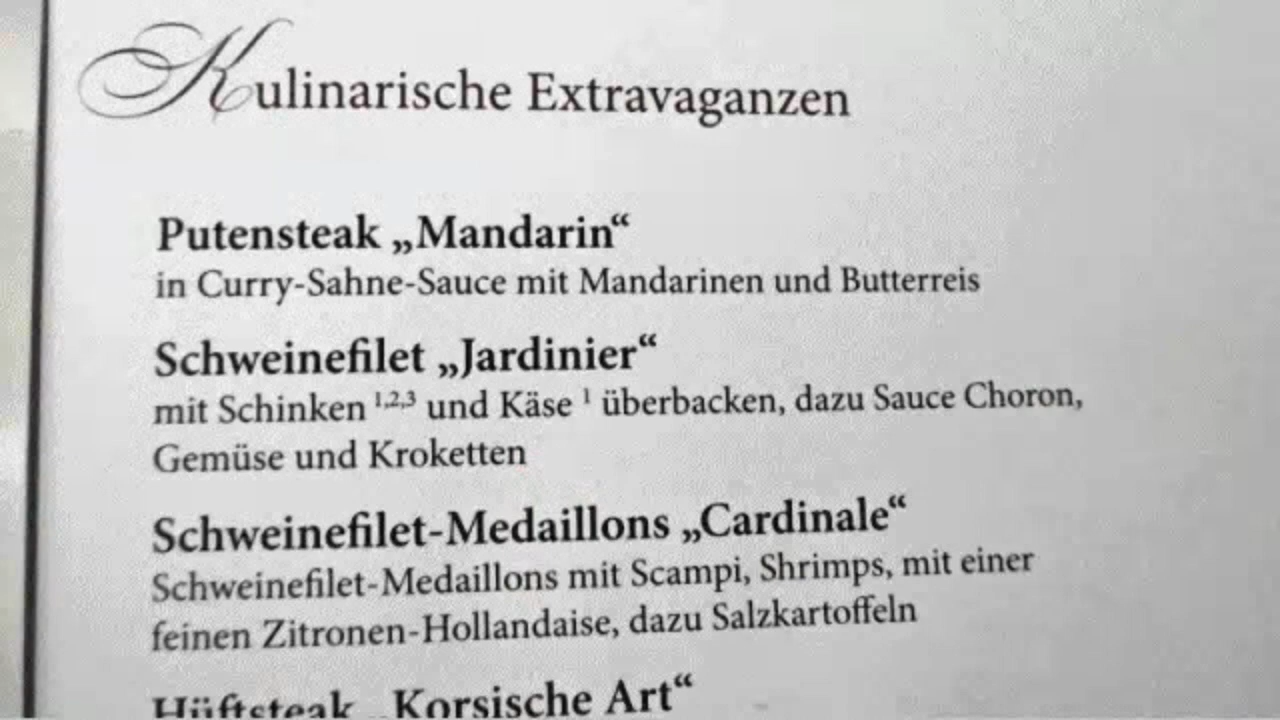 Kulinarische Extravaganzen
Putensteak „Mandarin“
in Curry-Sahne-Sauce mit Mandarinen und Butterreis
Schweinefilet „Jardinier“
mit Schinken 1,2,3 und Käse 1 überbacken, dazu Sauce Choron,
Gemüse und Kroketten
Schweinefilet-Medaillons „Cardinale“
Schweinefilet-Medaillons mit Scampi, Shrimps, mit einer
feinen Zitronen-Hollandaise, dazu Salzkartoffeln
Hüftsteak „Korsische Art“